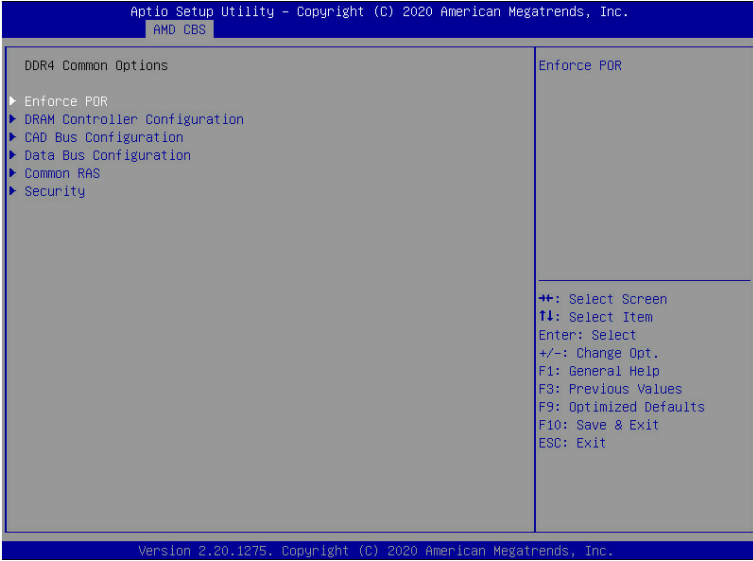 Aptio Setup Utility – Copyright (C) 2020 American Megatrends, Inc.
AMD CBS
DDR4 Common Options
Enforce POR
DRAM Controller Configuration
CAD Bus Configuration
Data Bus Configuration
Common RAS
Security
Enforce POR
→←: Select Screen
↑↓: Select Item
Enter: Select
+/-: Change Opt.
F1: General Help
F3: Previous Values
F9: Optimized Defaults
F10: Save & Exit
ESC: Exit
Version 2.20.1275. Copyright (C) 2020 American Megatrends, Inc.